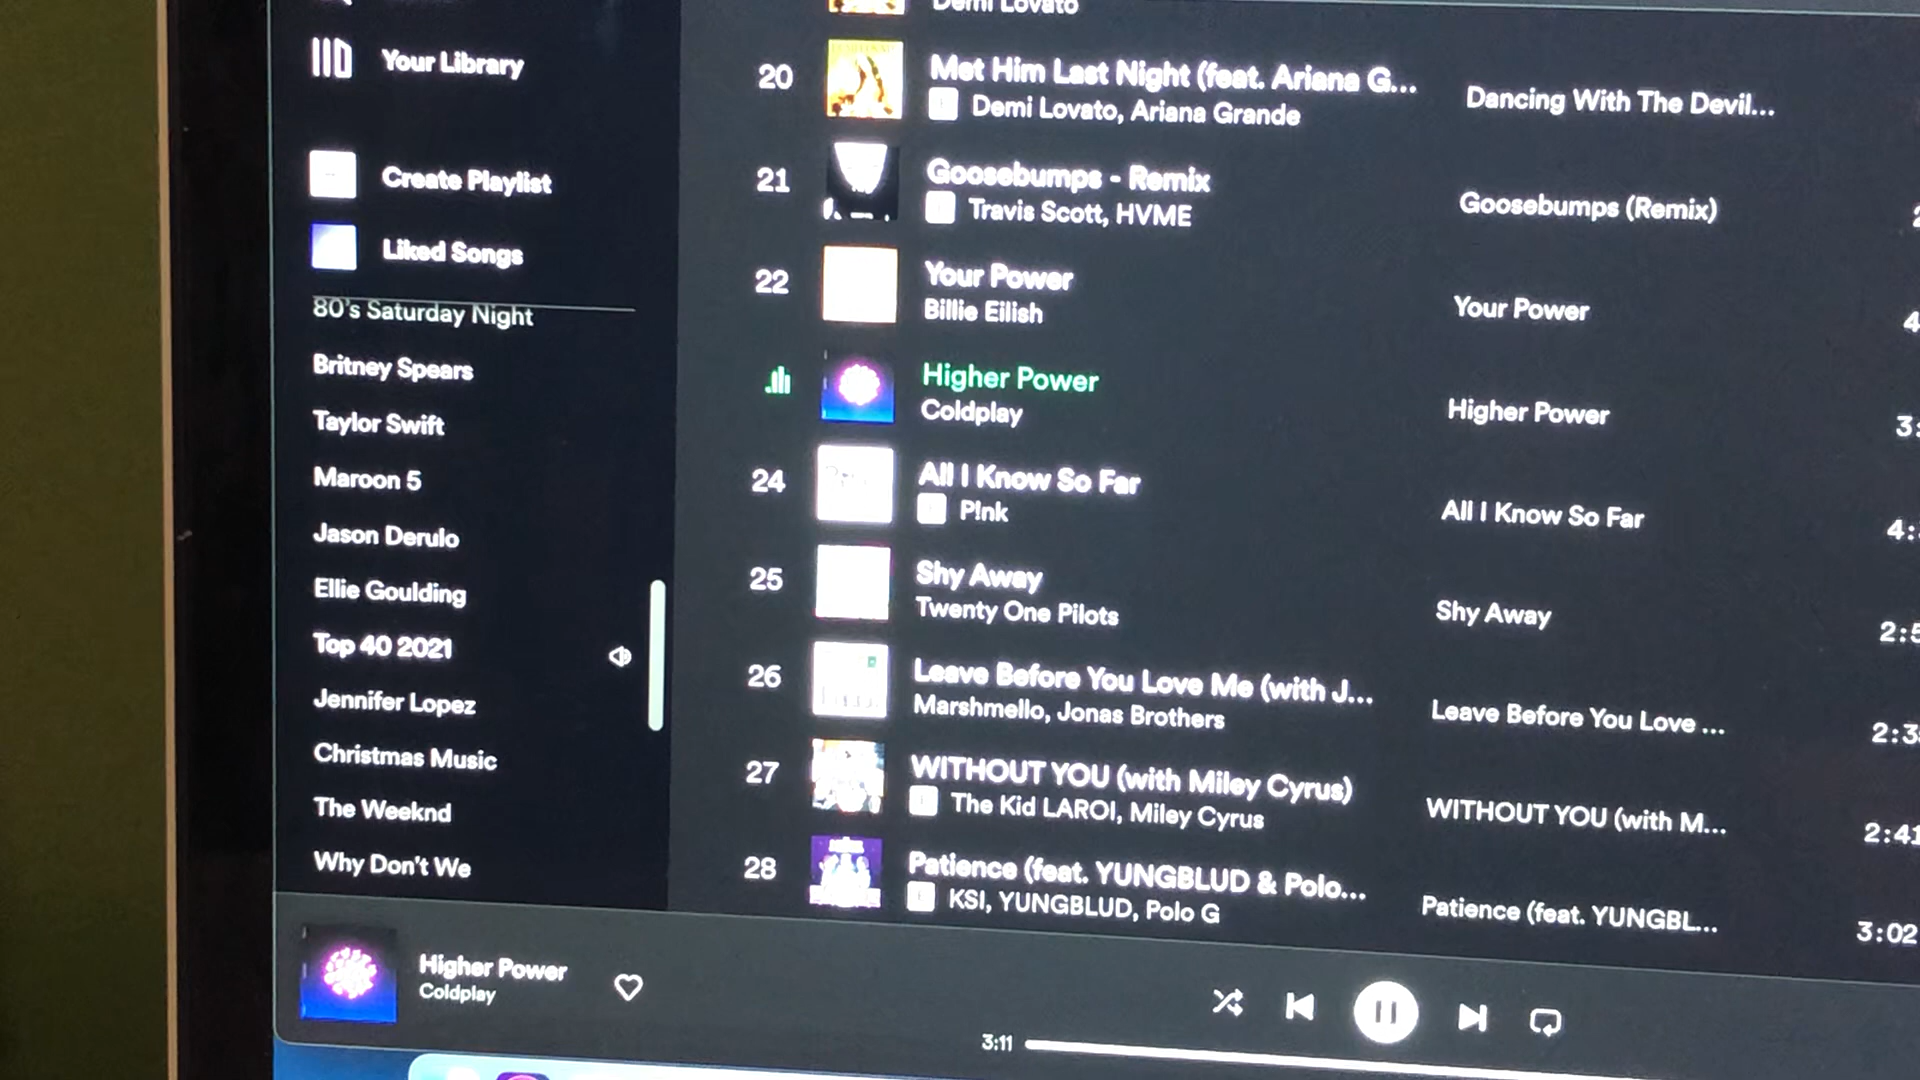 Your Library
Create Playlist
Liked Songs
80's Saturday Night
Britney Spears
Taylor Swift
Maroon 5
Jason Derulo
Ellie Goulding
Top 40 2021
Jennifer Lopez
Christmas Music
The Weeknd
Why Don't We
Demi Lovato
20 Met Him Last Night (feat. Ariana G... Dancing With The Devil...
Demi Lovato, Ariana Grande
21 Goosebumps - Remix Goosebumps (Remix)
Travis Scott, HVME
22 Your Power Your Power
Billie Eilish
Higher Power Higher Power
Coldplay
24 All I Know So Far All I Know So Far
P!nk
25 Shy Away Shy Away
Twenty One Pilots
26 Leave Before You Love Me (with J... Leave Before You Love ...
Marshmello, Jonas Brothers
27 WITHOUT YOU (with Miley Cyrus) WITHOUT YOU (with M... 2:41
The Kid LAROI, Miley Cyrus
28 Patience (feat. YUNGBLUD & Polo... Patience (feat. YUNGBL... 3:02
KSI, YUNGBLUD, Polo G
Higher Power
Coldplay
3:11